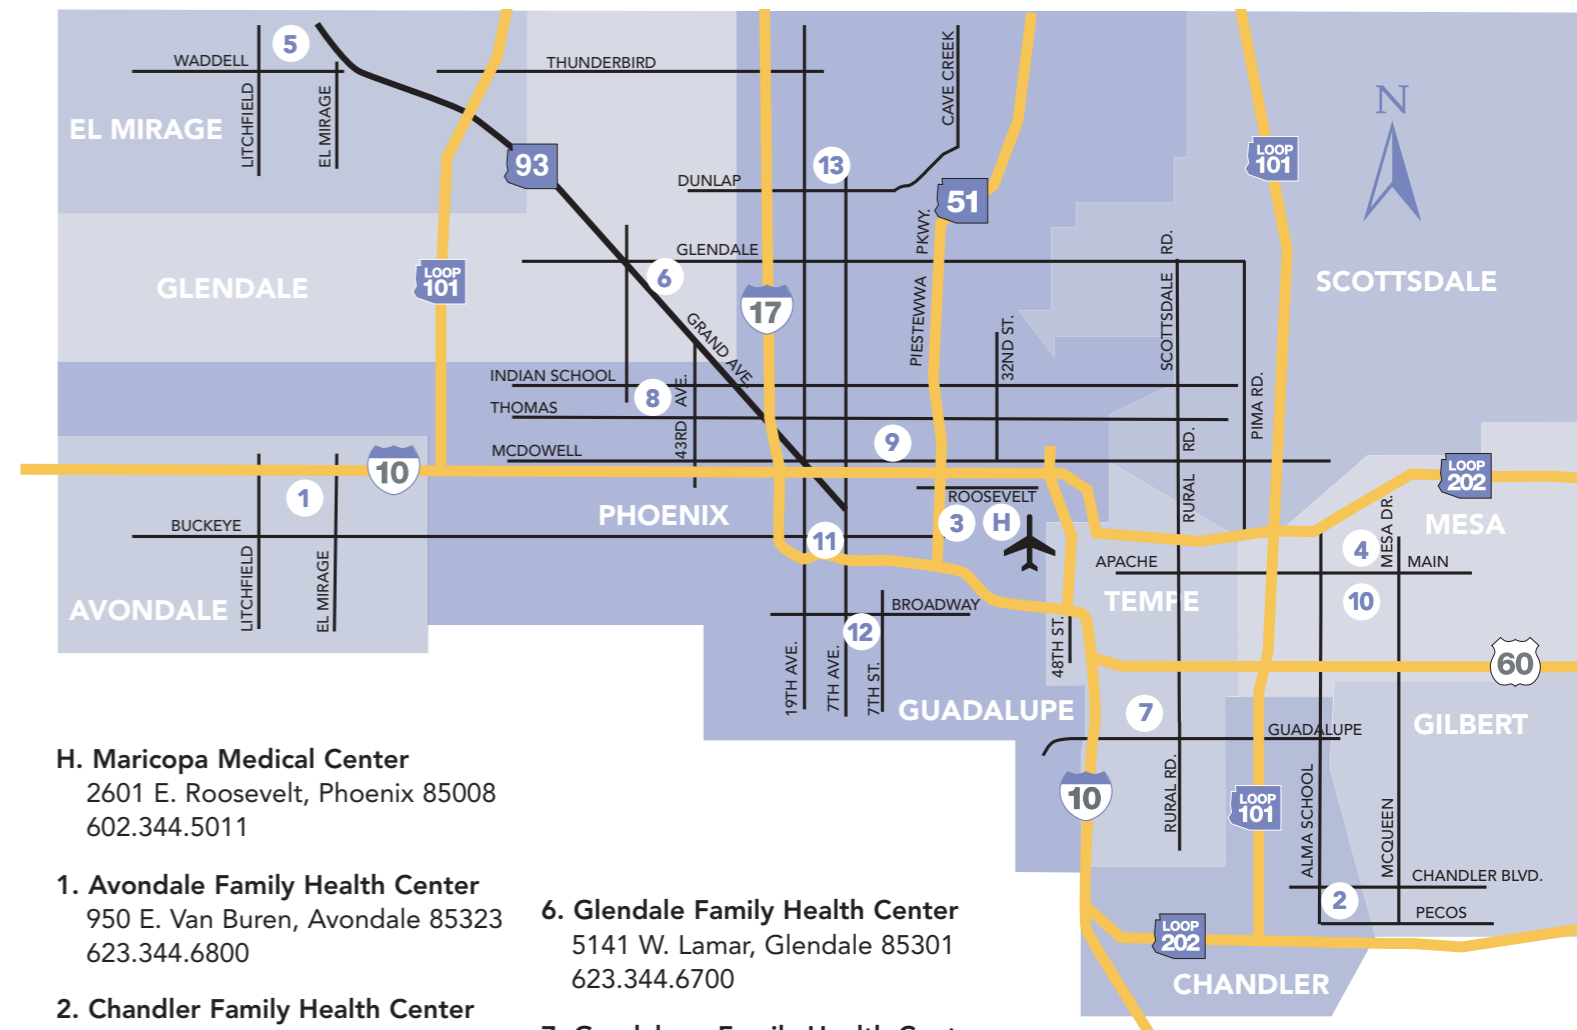 5
WADDELL
THUNDERBIRD
CAVE CREEK
N
EL MIRAGE
LITCHFIELD
EL MIRAGE
93
13
LOOP
101
DUNLAP
51
PIESTEWWA PKWY.
GLENDALE
SCOTTSDALE RD.
GLENDALE
LOOP
101
6
17
SCOTTSDALE
GRAND AVE.
32ND ST.
INDIAN SCHOOL
8
43RD AVE.
THOMAS
PIMA RD.
MCDOWELL
9
10
RURAL RD.
LOOP
202
1
ROOSEVELT
PHOENIX
3
H
MESA
BUCKEYE
11
4
MESA DR.
APACHE
MAIN
AVONDALE
LITCHFIELD
EL MIRAGE
TEMPE
10
BROADWAY
12
19TH AVE.
7TH AVE.
7TH ST.
48TH ST.
60
GUADALUPE
7
GUADALUPE
GILBERT
10
RURAL RD.
LOOP
101
ALMA SCHOOL
MCQUEEN
CHANDLER BLVD.
2
PECOS
LOOP
202
CHANDLER
H. Maricopa Medical Center
2601 E. Roosevelt, Phoenix 85008
602.344.5011
1. Avondale Family Health Center
950 E. Van Buren, Avondale 85323
623.344.6800
2. Chandler Family Health Center
6. Glendale Family Health Center
5141 W. Lamar, Glendale 85301
623.344.6700